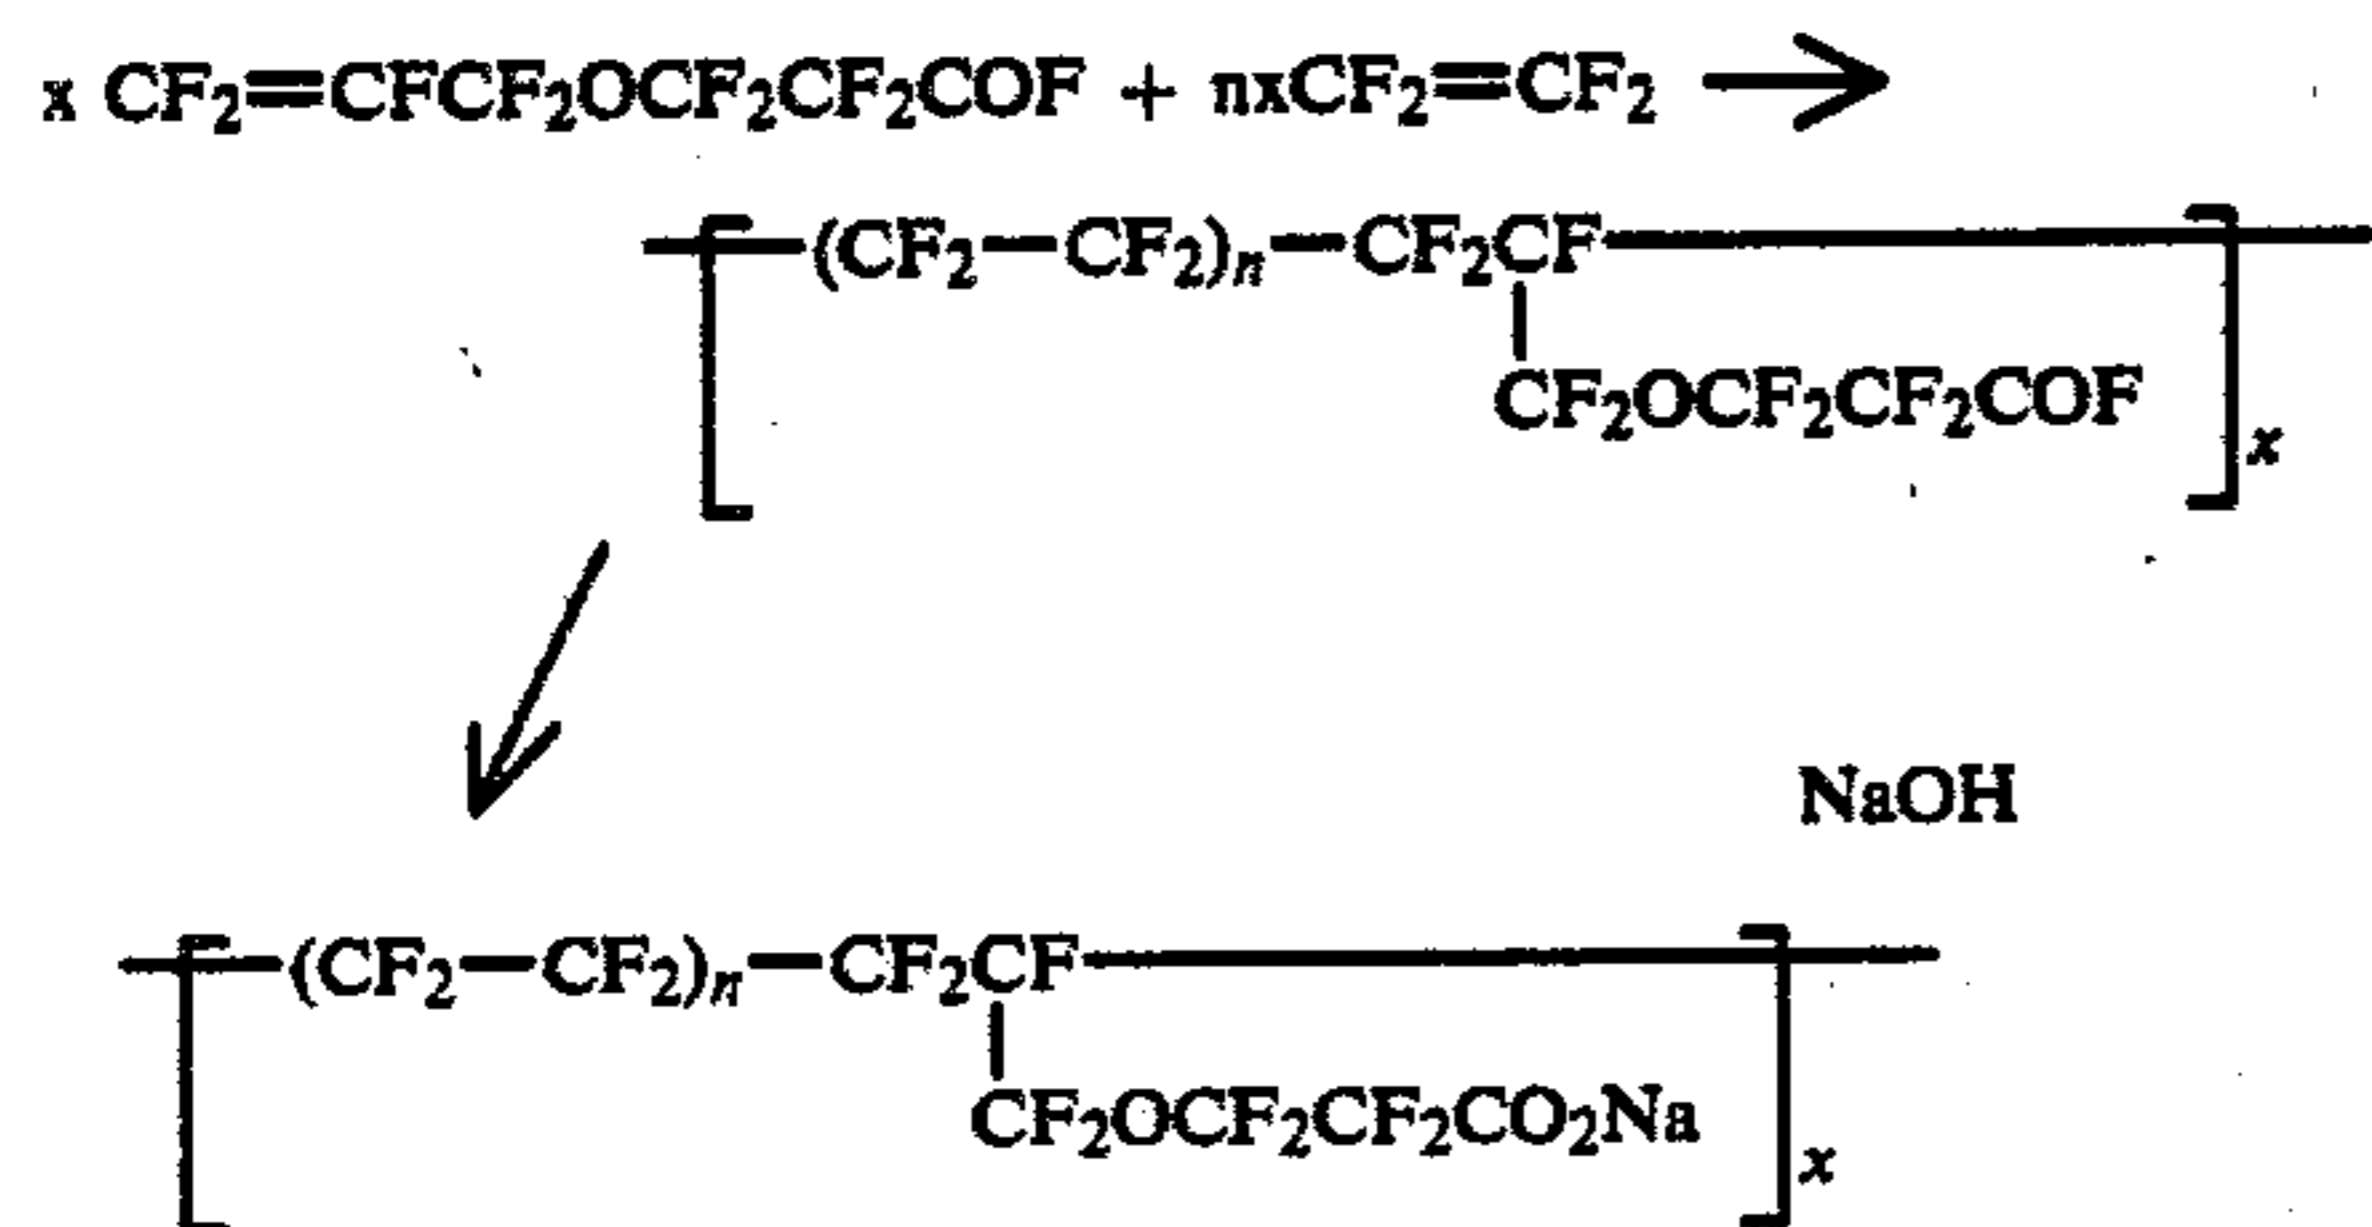 x CF₂=CFCF₂OCF₂CF₂COF + nxCF₂=CF₂ →
[(CF₂—CF₂)ₙ—CF₂CF]
CF₂OCF₂CF₂COF
x
NaOH
[(CF₂—CF₂)ₙ—CF₂CF]
CF₂OCF₂CF₂CO₂Na
x